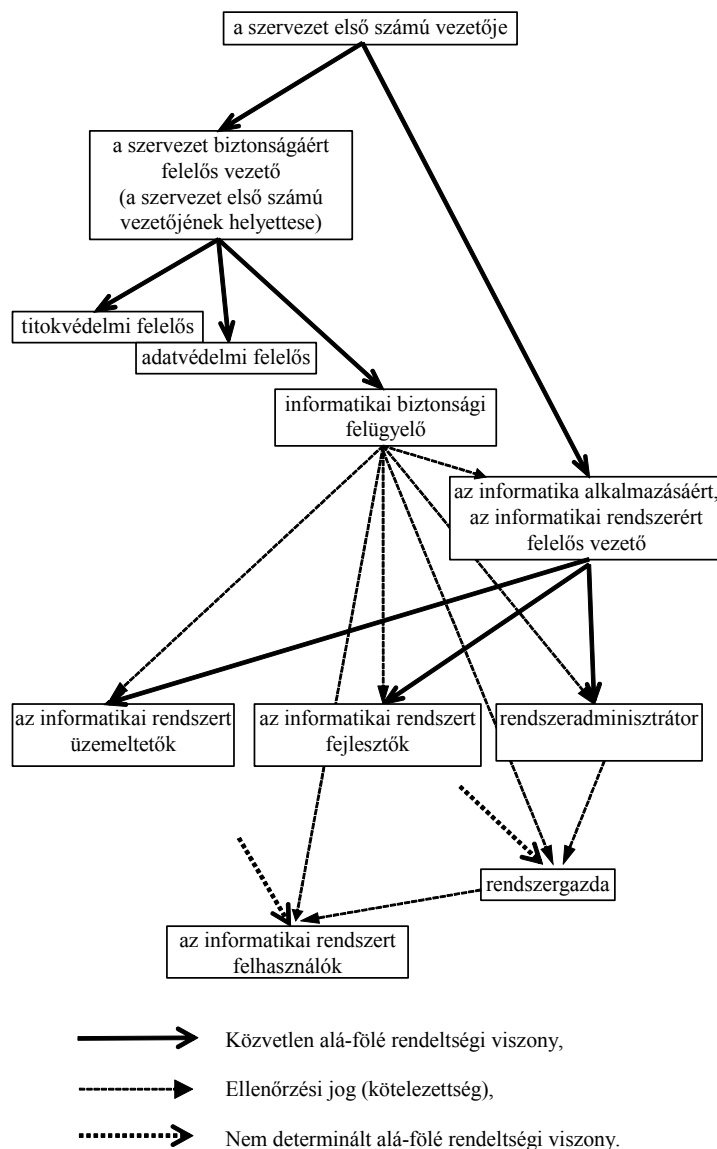 a szervezet első számú vezetője
a szervezet biztonságáért
felelős vezető
(a szervezet első számú
vezetőjének helyettese)
titokvédelmi felelős
adatvédelmi felelős
informatikai biztonsági
felügyelő
az informatika alkalmazásáért,
az informatikai rendszerért
felelős vezető
az informatikai rendszert
üzemeltetők
az informatikai rendszert
fejlesztők
rendszeradminisztrátor
rendszergazda
az informatikai rendszert
felhasználók
Közvetlen alá-fölé rendeltségi viszony,
Ellenőrzési jog (kötelezettség),
Nem determinált alá-fölé rendeltségi viszony.